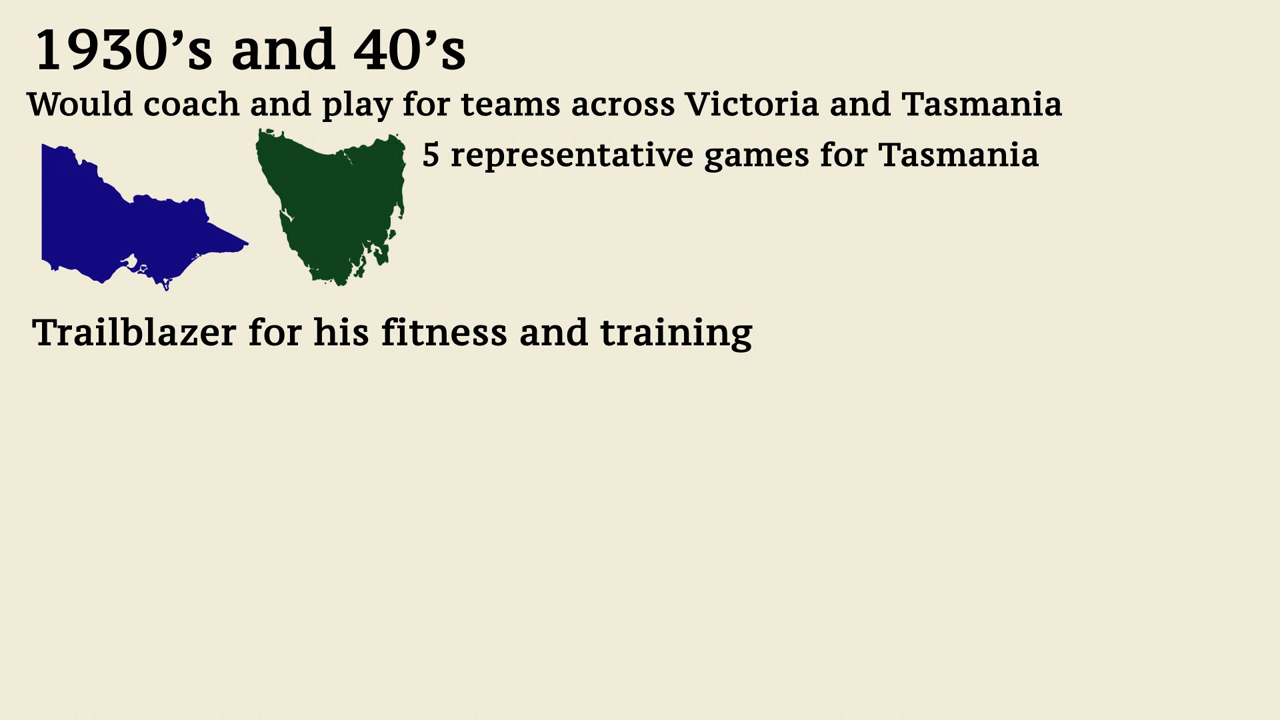 1930’s and 40’s
Would coach and play for teams across Victoria and Tasmania
5 representative games for Tasmania
Trailblazer for his fitness and training